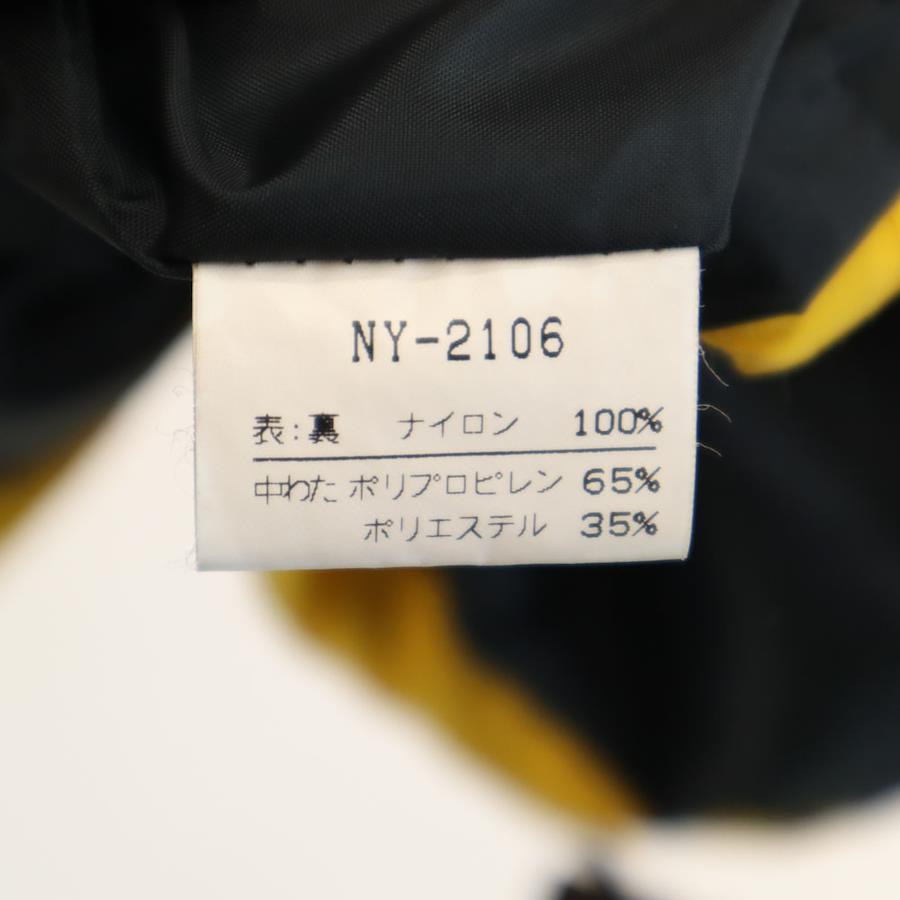 NY-2106
表:裏 ナイロン 100%
中わた ポリプロピレン 65%
ポリエステル 35%